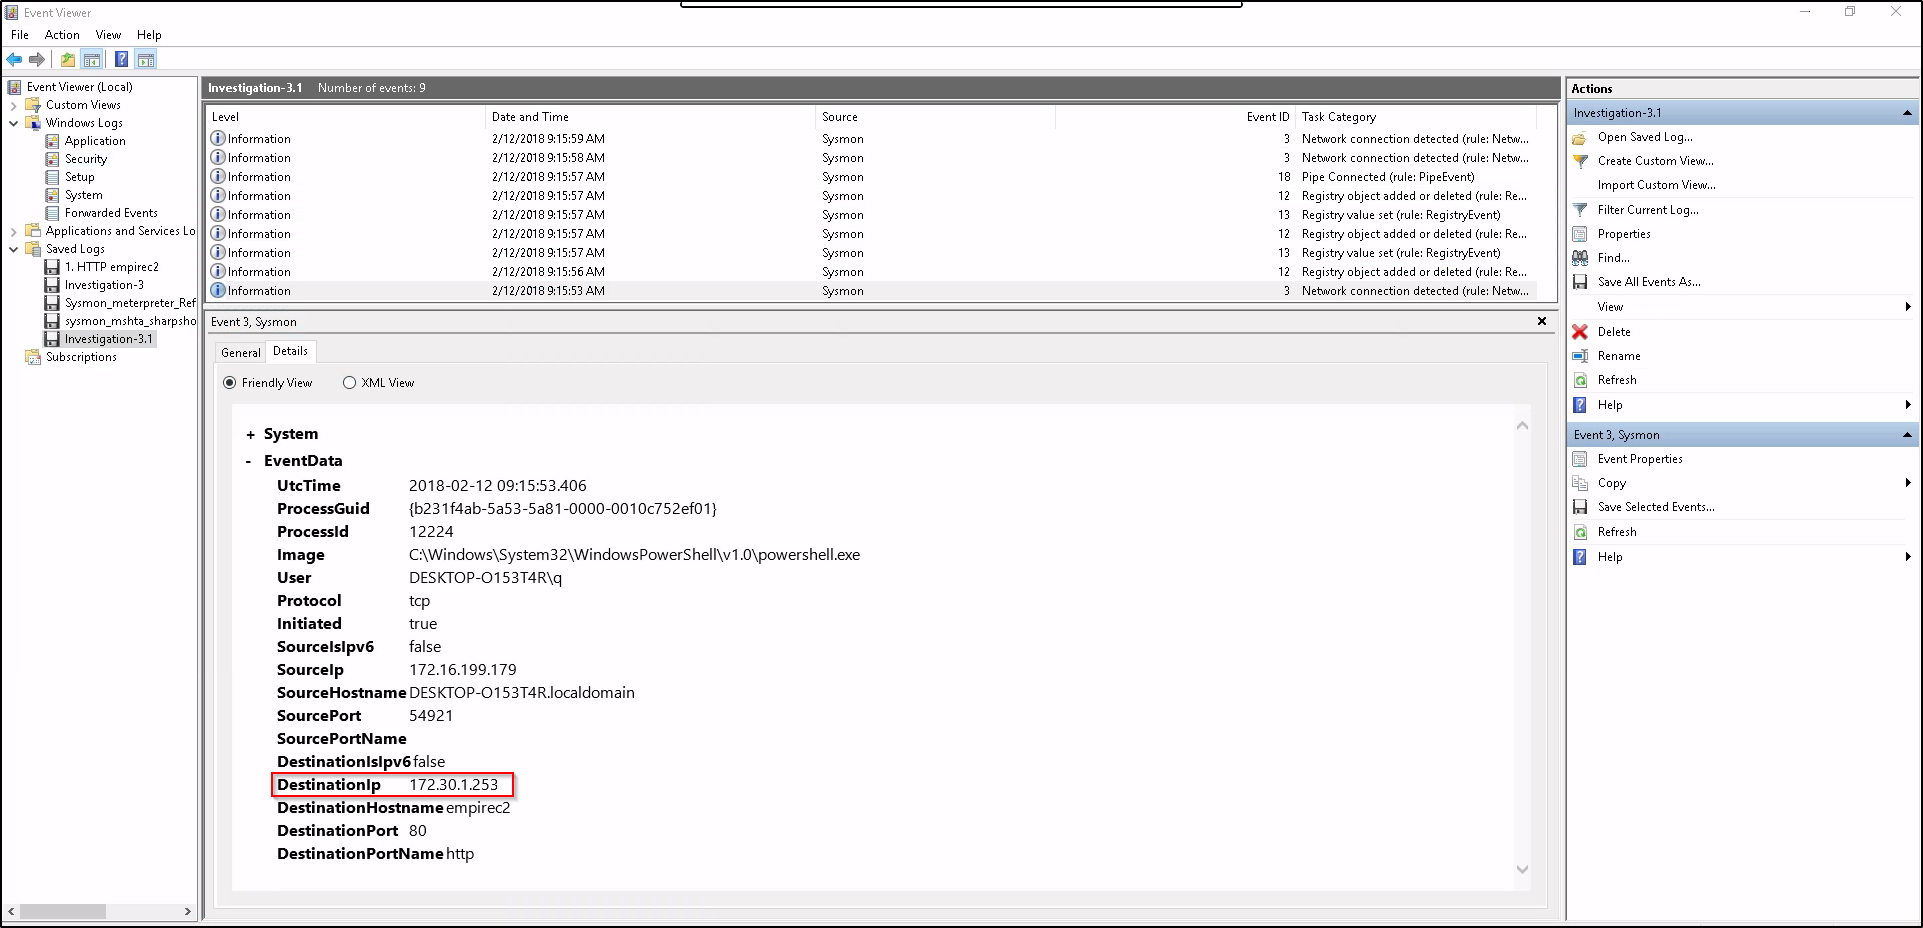 Event Viewer
File Action View Help
Event Viewer (Local)
Custom Views
Windows Logs
Application
Security
Setup
System
Forwarded Events
Applications and Services Lo
Saved Logs
1. HTTP empirec2
Investigation-3
Sysmon_meterpreter_Ref
sysmon_mshta_sharpsho
Investigation-3.1
Subscriptions
Investigation-3.1 Number of events: 9
Level Date and Time Source Event ID Task Category
Information 2/12/2018 9:15:59 AM Sysmon 3 Network connection detected (rule: Netw...
Information 2/12/2018 9:15:58 AM Sysmon 3 Network connection detected (rule: Netw...
Information 2/12/2018 9:15:57 AM Sysmon 18 Pipe Connected (rule: PipeEvent)
Information 2/12/2018 9:15:57 AM Sysmon 12 Registry object added or deleted (rule: Re...
Information 2/12/2018 9:15:57 AM Sysmon 13 Registry value set (rule: RegistryEvent)
Information 2/12/2018 9:15:57 AM Sysmon 12 Registry object added or deleted (rule: Re...
Information 2/12/2018 9:15:57 AM Sysmon 13 Registry value set (rule: RegistryEvent)
Information 2/12/2018 9:15:56 AM Sysmon 12 Registry object added or deleted (rule: Re...
Information 2/12/2018 9:15:53 AM Sysmon 3 Network connection detected (rule: Netw...
Event 3, Sysmon
General Details
Friendly View XML View
+ System
- EventData
UtcTime 2018-02-12 09:15:53.406
ProcessGuid {b231f4ab-5a53-5a81-0000-0010c752ef01}
ProcessId 12224
Image C:\Windows\System32\WindowsPowerShell\v1.0\powershell.exe
User DESKTOP-O153T4R\q
Protocol tcp
Initiated true
SourceIsIpv6 false
SourceIp 172.16.199.179
SourceHostname DESKTOP-O153T4R.localdomain
SourcePort 54921
SourcePortName
DestinationIsIpv6 false
DestinationIp 172.30.1.253
DestinationHostname empirec2
DestinationPort 80
DestinationPortName http
Actions
Investigation-3.1
Open Saved Log...
Create Custom View...
Import Custom View...
Filter Current Log...
Properties
Find...
Save All Events As...
View
Delete
Rename
Refresh
Help
Event 3, Sysmon
Event Properties
Copy
Save Selected Events...
Refresh
Help